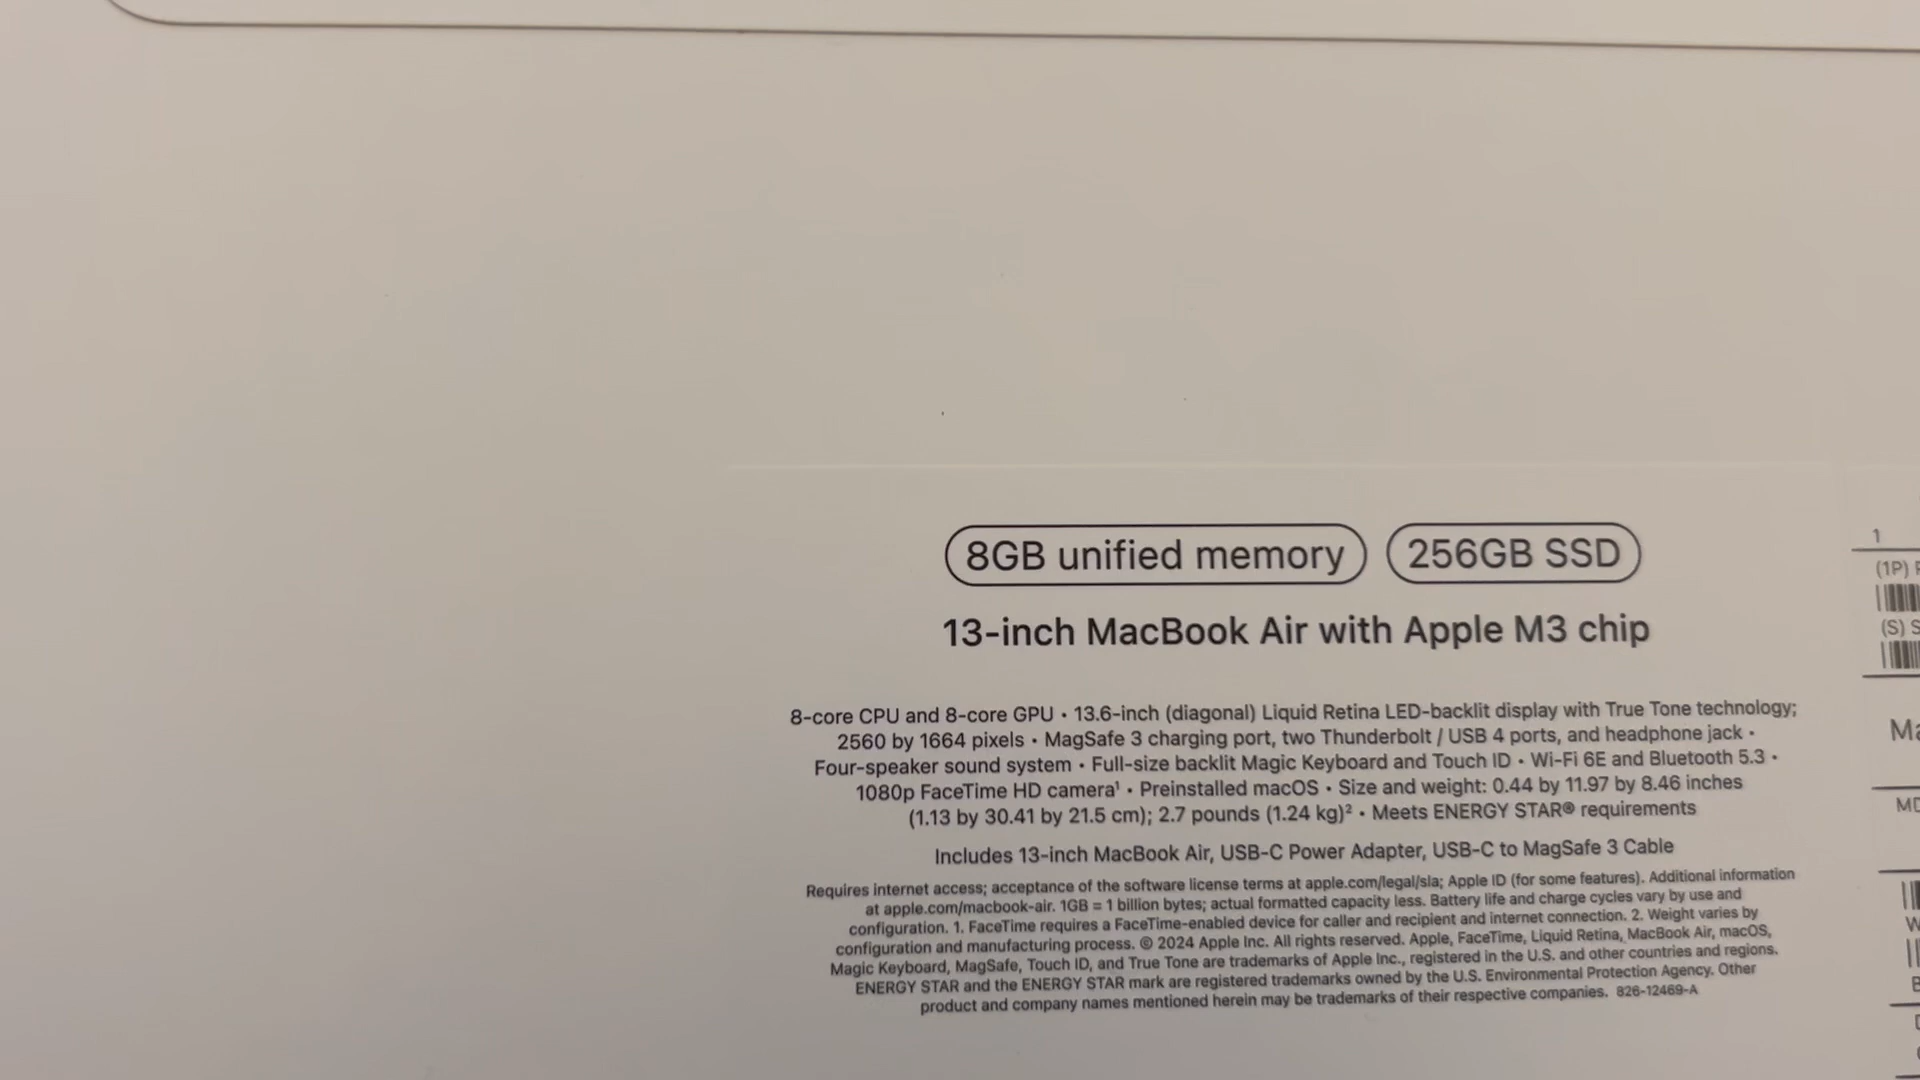 8GB unified memory 256GB SSD
13-inch MacBook Air with Apple M3 chip
8-core CPU and 8-core GPU • 13.6-inch (diagonal) Liquid Retina LED-backlit display with True Tone technology;
2560 by 1664 pixels • MagSafe 3 charging port, two Thunderbolt / USB 4 ports, and headphone jack •
Four-speaker sound system • Full-size backlit Magic Keyboard and Touch ID • Wi-Fi 6E and Bluetooth 5.3 •
1080p FaceTime HD camera¹ • Preinstalled macOS • Size and weight: 0.44 by 11.97 by 8.46 inches
(1.13 by 30.41 by 21.5 cm); 2.7 pounds (1.24 kg)² • Meets ENERGY STAR® requirements
Includes 13-inch MacBook Air, USB-C Power Adapter, USB-C to MagSafe 3 Cable
Requires internet access; acceptance of the software license terms at apple.com/legal/sla; Apple ID (for some features). Additional information
at apple.com/macbook-air. 1GB = 1 billion bytes; actual formatted capacity less. Battery life and charge cycles vary by use and
configuration. 1. FaceTime requires a FaceTime-enabled device for caller and recipient and internet connection. 2. Weight varies by
configuration and manufacturing process. © 2024 Apple Inc. All rights reserved. Apple, FaceTime, Liquid Retina, MacBook Air, macOS,
Magic Keyboard, MagSafe, Touch ID, and True Tone are trademarks of Apple Inc., registered in the U.S. and other countries and regions.
ENERGY STAR and the ENERGY STAR mark are registered trademarks owned by the U.S. Environmental Protection Agency. Other
product and company names mentioned herein may be trademarks of their respective companies. 826-12469-A
1
(1P)
(S)